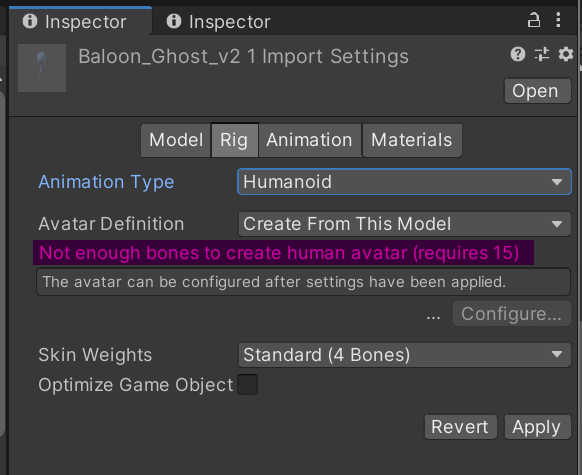 Inspector
Inspector
Baloon_Ghost_v2 1 Import Settings
Open
Model Rig Animation Materials
Animation Type Humanoid
Avatar Definition Create From This Model
Not enough bones to create human avatar (requires 15)
The avatar can be configured after settings have been applied.
... Configure...
Skin Weights Standard (4 Bones)
Optimize Game Object
Revert Apply